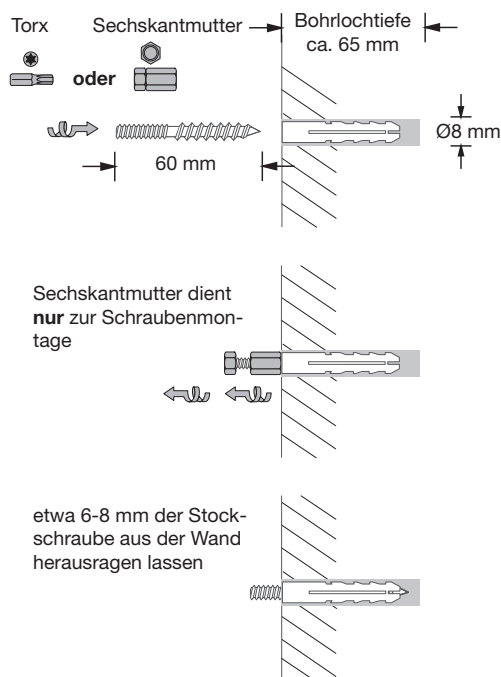 Torx
Sechskantmutter
Bohrlochtiefe
ca. 65 mm
oder
Ø8 mm
60 mm
Sechskantmutter dient
nur zur Schraubenmon-
tage
etwa 6-8 mm der Stock-
schraube aus der Wand
herausragen lassen